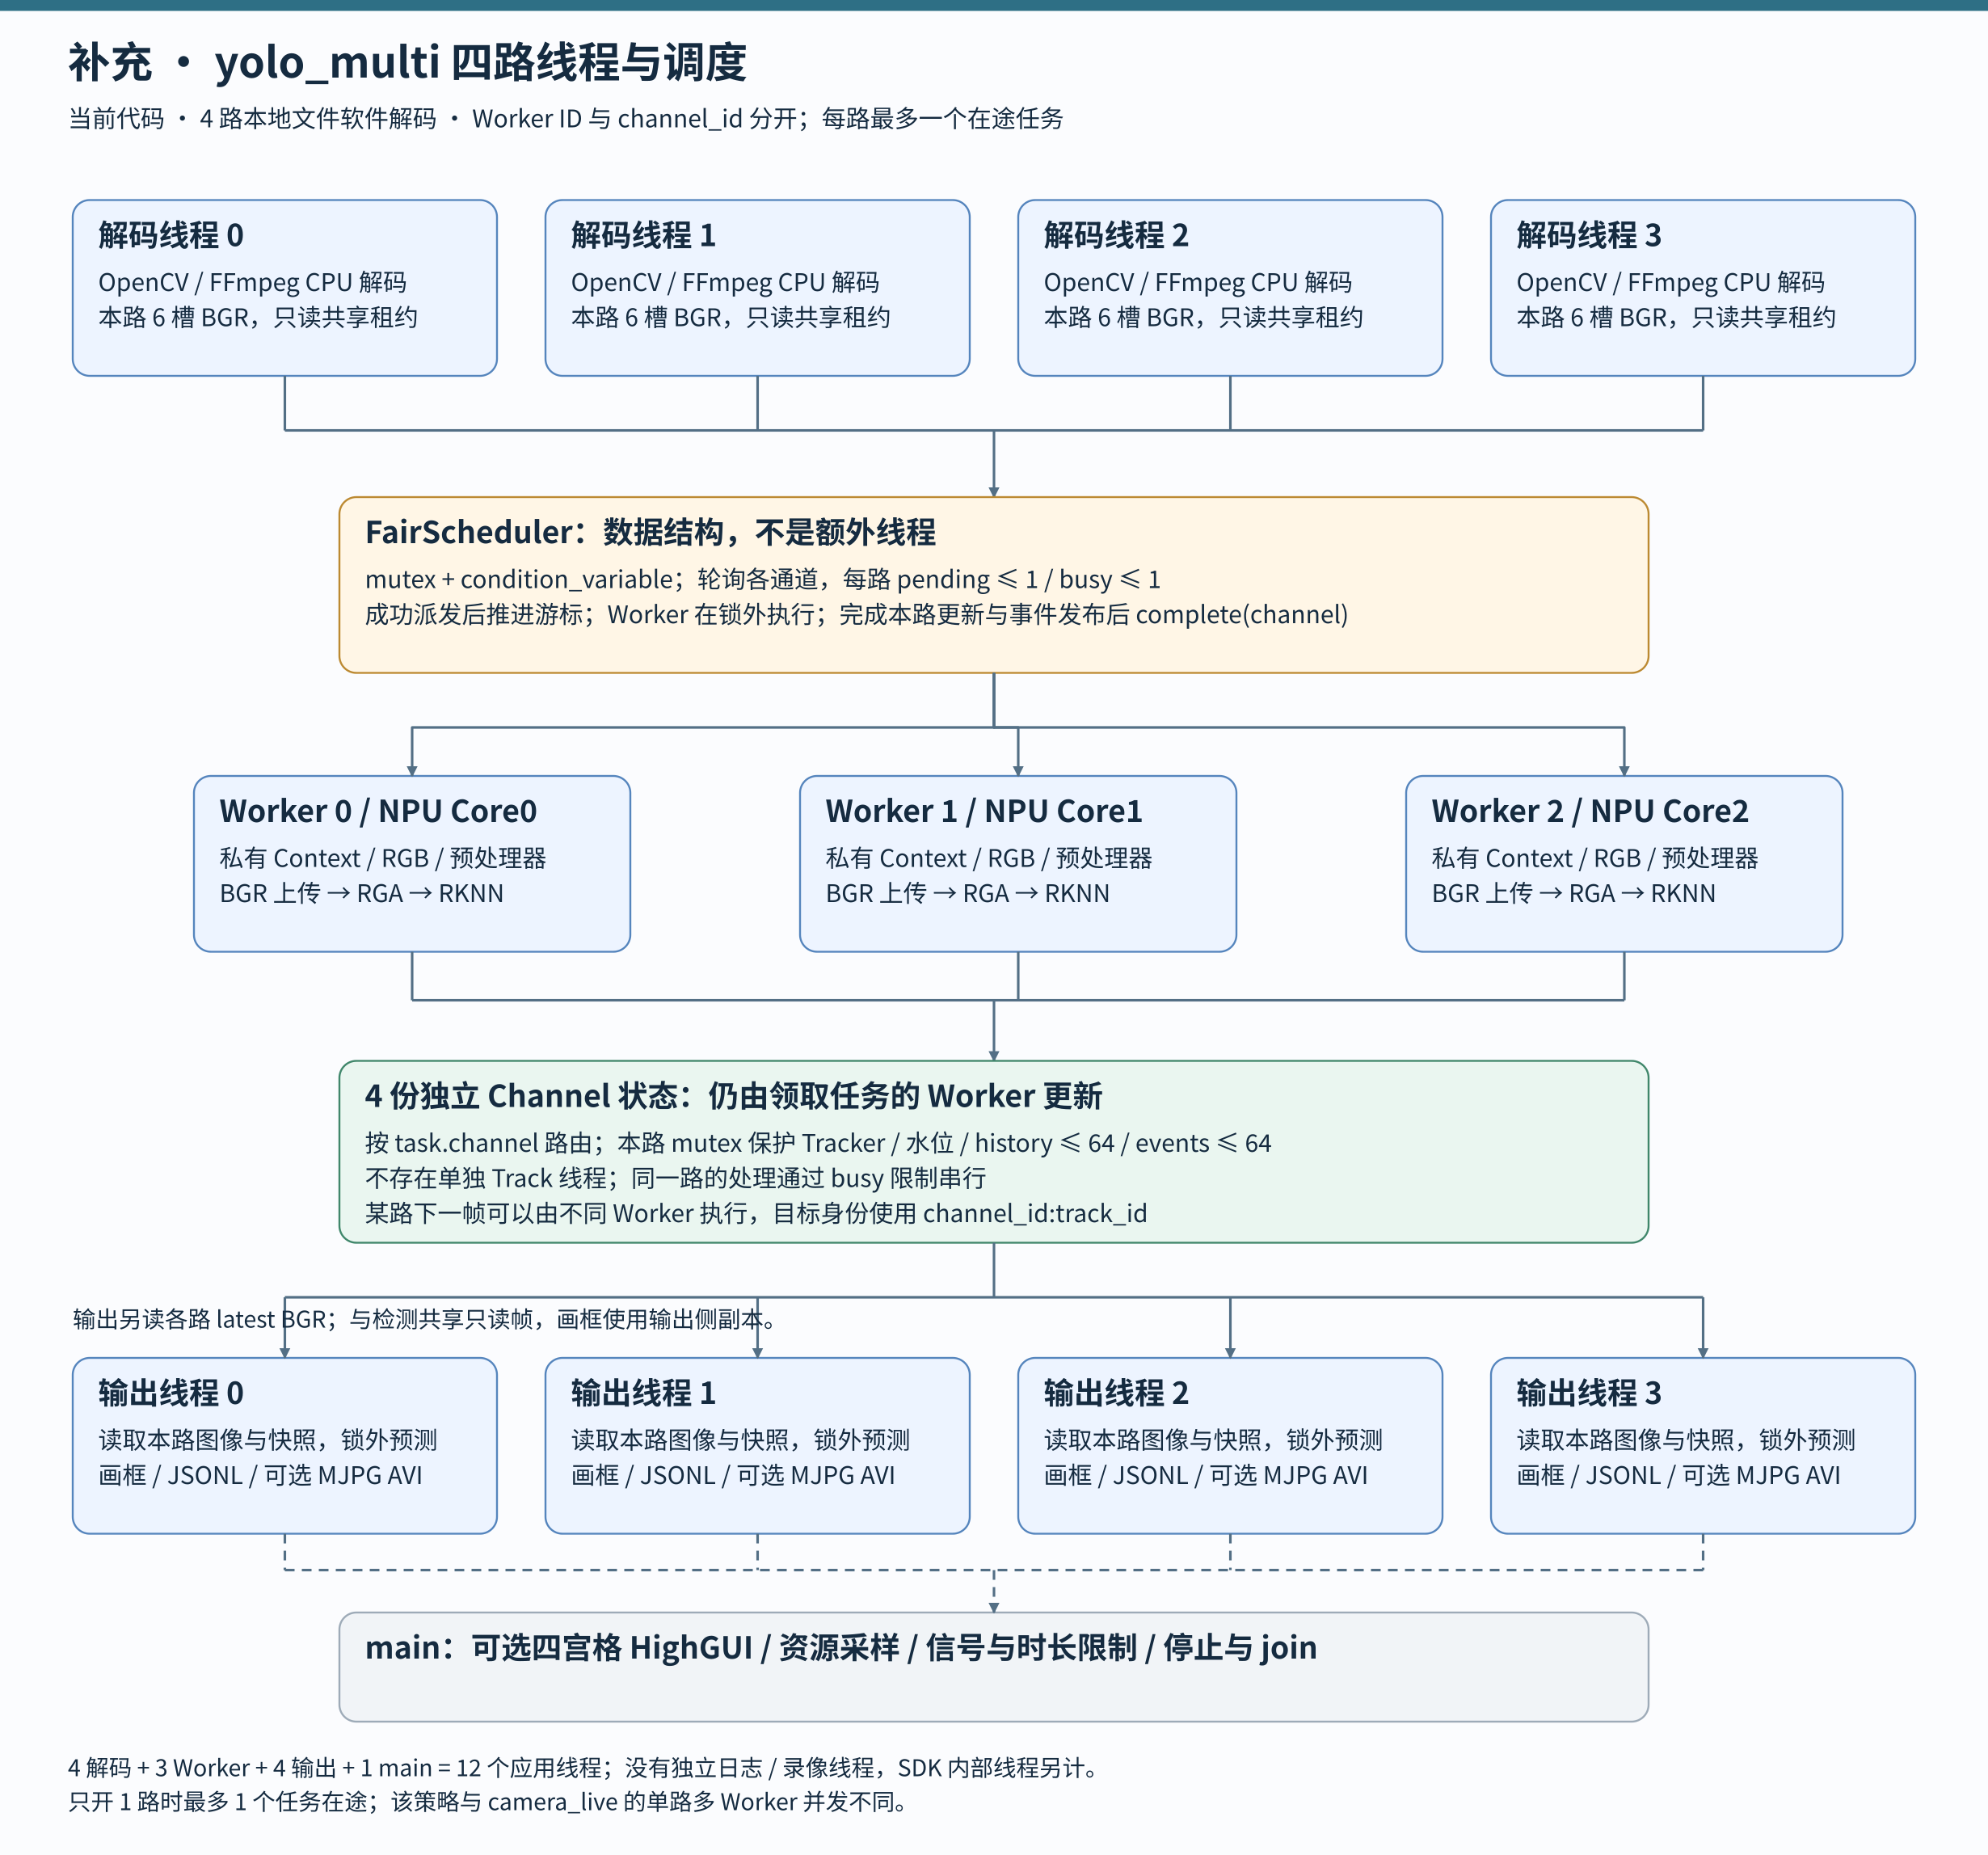 补充 · yolo_multi 四路线程与调度
当前代码 · 4 路本地文件软件解码 · Worker ID 与 channel_id 分开；每路最多一个在途任务
解码线程 0
OpenCV / FFmpeg CPU 解码
本路 6 槽 BGR，只读共享租约
解码线程 1
OpenCV / FFmpeg CPU 解码
本路 6 槽 BGR，只读共享租约
解码线程 2
OpenCV / FFmpeg CPU 解码
本路 6 槽 BGR，只读共享租约
解码线程 3
OpenCV / FFmpeg CPU 解码
本路 6 槽 BGR，只读共享租约
FairScheduler：数据结构，不是额外线程
mutex + condition_variable；轮询各通道，每路 pending ≤ 1 / busy ≤ 1
成功派发后推进游标；Worker 在锁外执行；完成本路更新与事件发布后 complete(channel)
Worker 0 / NPU Core0
私有 Context / RGB / 预处理器
BGR 上传 → RGA → RKNN
Worker 1 / NPU Core1
私有 Context / RGB / 预处理器
BGR 上传 → RGA → RKNN
Worker 2 / NPU Core2
私有 Context / RGB / 预处理器
BGR 上传 → RGA → RKNN
4 份独立 Channel 状态：仍由领取任务的 Worker 更新
按 task.channel 路由；本路 mutex 保护 Tracker / 水位 / history ≤ 64 / events ≤ 64
不存在单独 Track 线程；同一路的处理通过 busy 限制串行
某路下一帧可以由不同 Worker 执行，目标身份使用 channel_id:track_id
输出另读各路 latest BGR；与检测共享只读帧，画框使用输出侧副本。
输出线程 0
读取本路图像与快照，锁外预测
画框 / JSONL / 可选 MJPG AVI
输出线程 1
读取本路图像与快照，锁外预测
画框 / JSONL / 可选 MJPG AVI
输出线程 2
读取本路图像与快照，锁外预测
画框 / JSONL / 可选 MJPG AVI
输出线程 3
读取本路图像与快照，锁外预测
画框 / JSONL / 可选 MJPG AVI
main：可选四宫格 HighGUI / 资源采样 / 信号与时长限制 / 停止与 join
4 解码 + 3 Worker + 4 输出 + 1 main = 12 个应用线程；没有独立日志 / 录像线程，SDK 内部线程另计。
只开 1 路时最多 1 个任务在途；该策略与 camera_live 的单路多 Worker 并发不同。